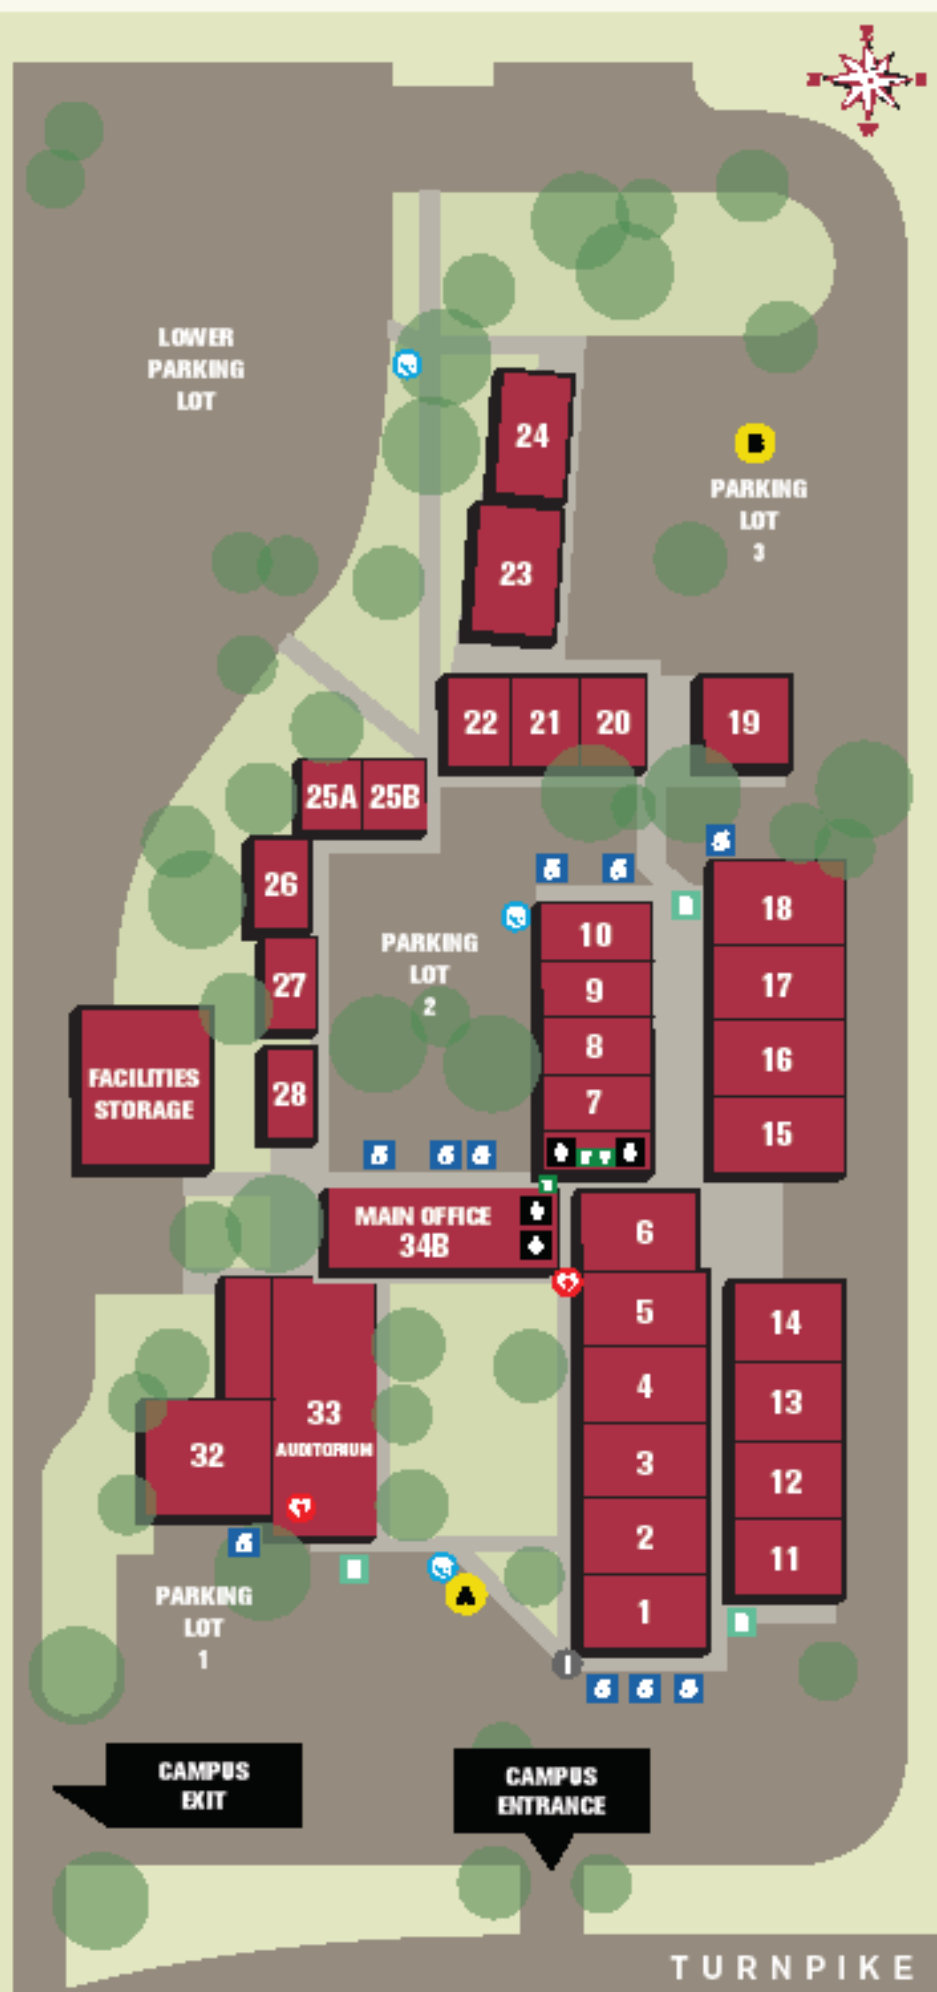 E
LOWER
PARKING
LOT
24
B
PARKING
LOT
3
23
22 21 20
19
25A 25B
26
18
10
PARKING
LOT
2
9
17
27
8
16
FACILITIES
STORAGE
28
7
15
MAIN OFFICE
34B
6
5
14
4
13
33
AUDITORIUM
32
3
12
2
11
A
1
PARKING
LOT
1
I
CAMPUS
EXIT
CAMPUS
ENTRANCE
TURNPIKE